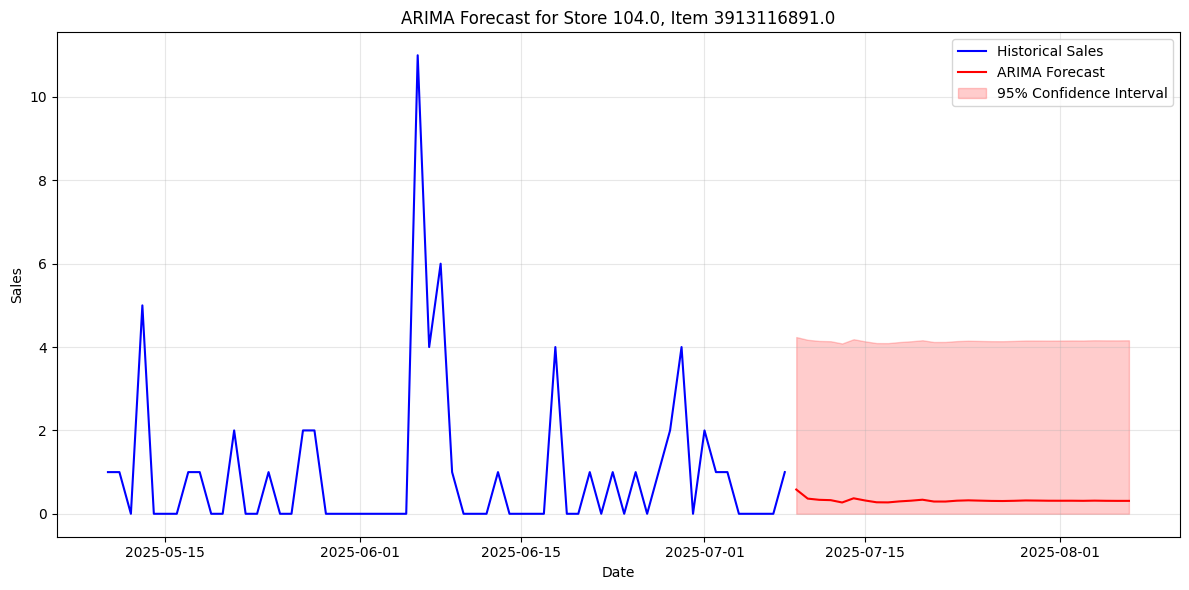 ARIMA Forecast for Store 104.0, Item 3913116891.0
Historical Sales
ARIMA Forecast
95% Confidence Interval
Sales
10
8
6
4
2
0
2025-05-15
2025-06-01
2025-06-15
2025-07-01
2025-07-15
2025-08-01
Date